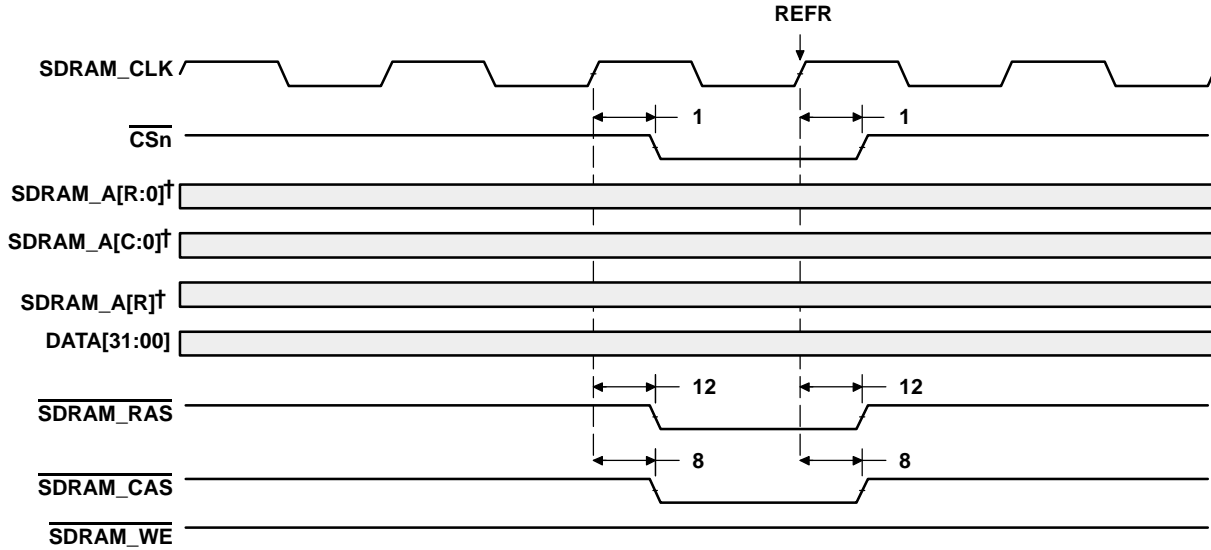 REFR
SDRAM_CLK
1 1
CSn
SDRAM_A[R:0]†
SDRAM_A[C:0]†
SDRAM_A[R]†
DATA[31:00]
12 12
SDRAM_RAS
8 8
SDRAM_CAS
SDRAM_WE